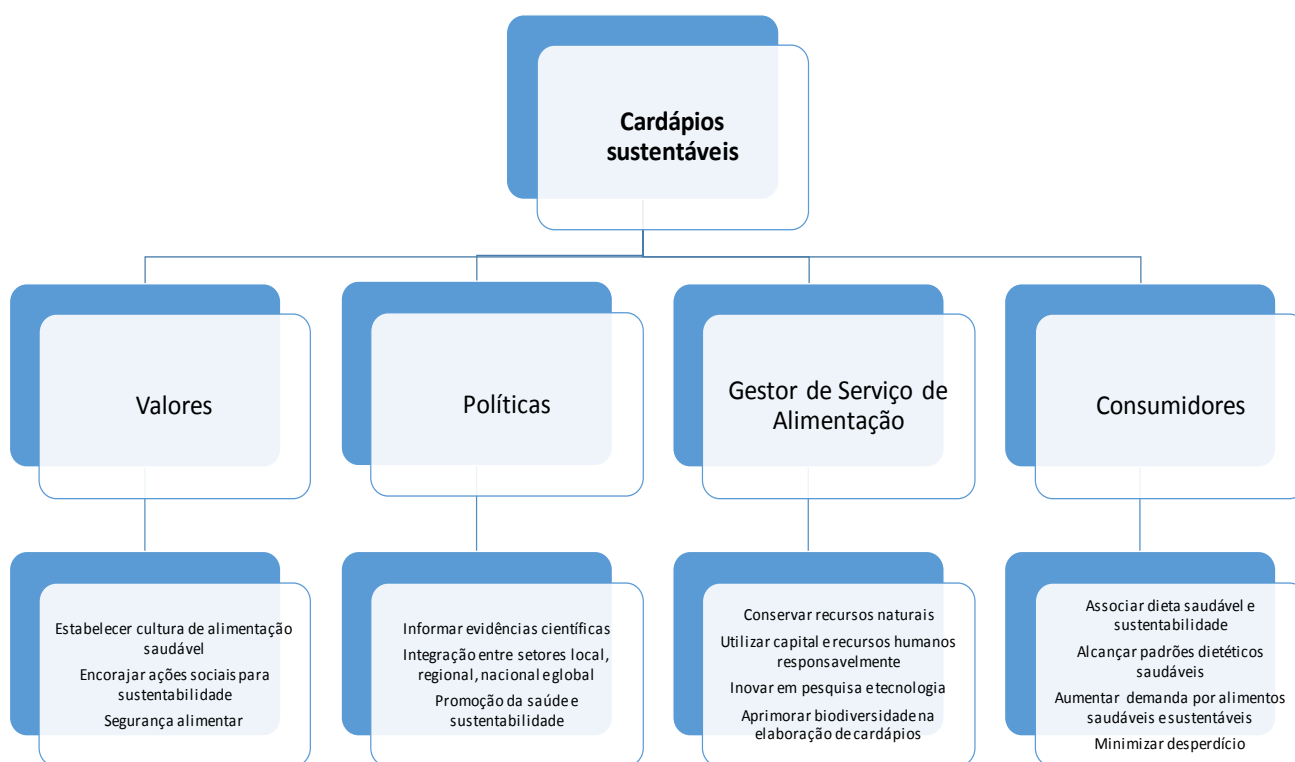 Cardápios
sustentáveis
Valores
Políticas
Gestor de Serviço de
Alimentação
Consumidores
Estabelecer cultura de alimentação
saudável
Encorajar ações sociais para
sustentabilidade
Segurança alimentar
Informar evidências científicas
Integração entre setores local,
regional, nacional e global
Promoção da saúde e
sustentabilidade
Conservar recursos naturais
Utilizar capital e recursos humanos
responsavelmente
Inovar em pesquisa e tecnologia
Aprimorar biodiversidade na
elaboração de cardápios
Associar dieta saudável e
sustentabilidade
Alcançar padrões dietéticos
saudáveis
Aumentar demanda por alimentos
saudáveis e sustentáveis
Minimizar desperdício